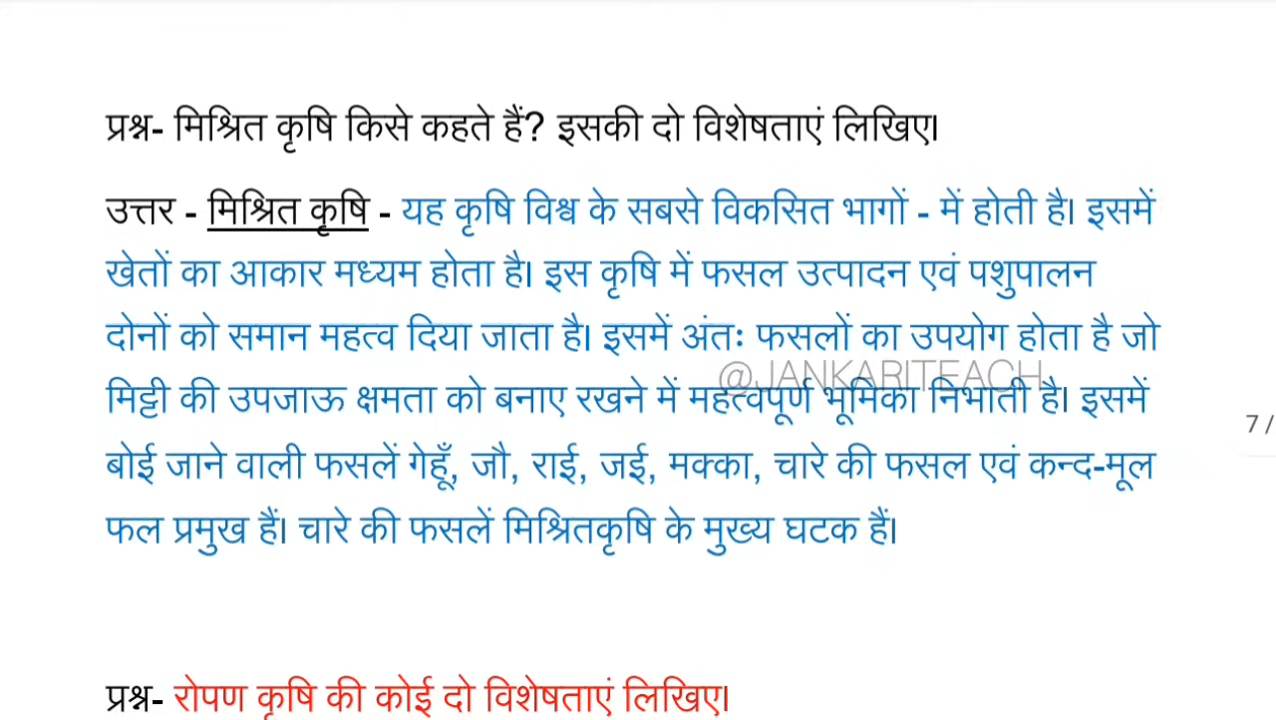 प्रश्न- मिश्रित कृषि किसे कहते हैं? इसकी दो विशेषताएं लिखिए।
उत्तर - मिश्रित कृषि - यह कृषि विश्व के सबसे विकसित भागों - में होती है। इसमें
खेतों का आकार मध्यम होता है। इस कृषि में फसल उत्पादन एवं पशुपालन
दोनों को समान महत्व दिया जाता है। इसमें अंतः फसलों का उपयोग होता है जो
@JANKARITEACH
मिट्टी की उपजाऊ क्षमता को बनाए रखने में महत्वपूर्ण भूमिका निभाती है। इसमें
7 /
बोई जाने वाली फसलें गेहूँ, जौ, राई, जई, मक्का, चारे की फसल एवं कन्द-मूल
फल प्रमुख हैं। चारे की फसलें मिश्रितकृषि के मुख्य घटक हैं।
प्रश्न- रोपण कृषि की कोई दो विशेषताएं लिखिए।